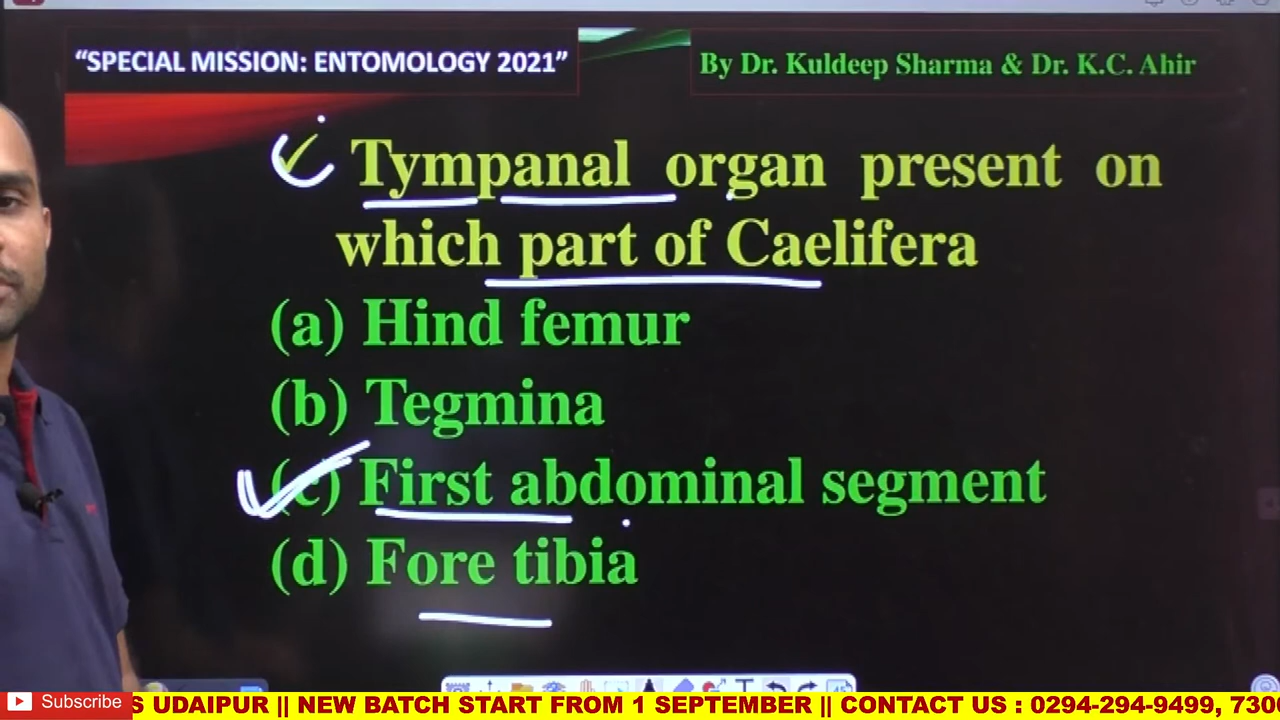 “SPECIAL MISSION: ENTOMOLOGY 2021”
By Dr. Kuldeep Sharma & Dr. K.C. Ahir
Tympanal organ present on
which part of Caelifera
(a) Hind femur
(b) Tegmina
(c) First abdominal segment
(d) Fore tibia
Subscribe
S UDAIPUR || NEW BATCH START FROM 1 SEPTEMBER || CONTACT US : 0294-294-9499, 730